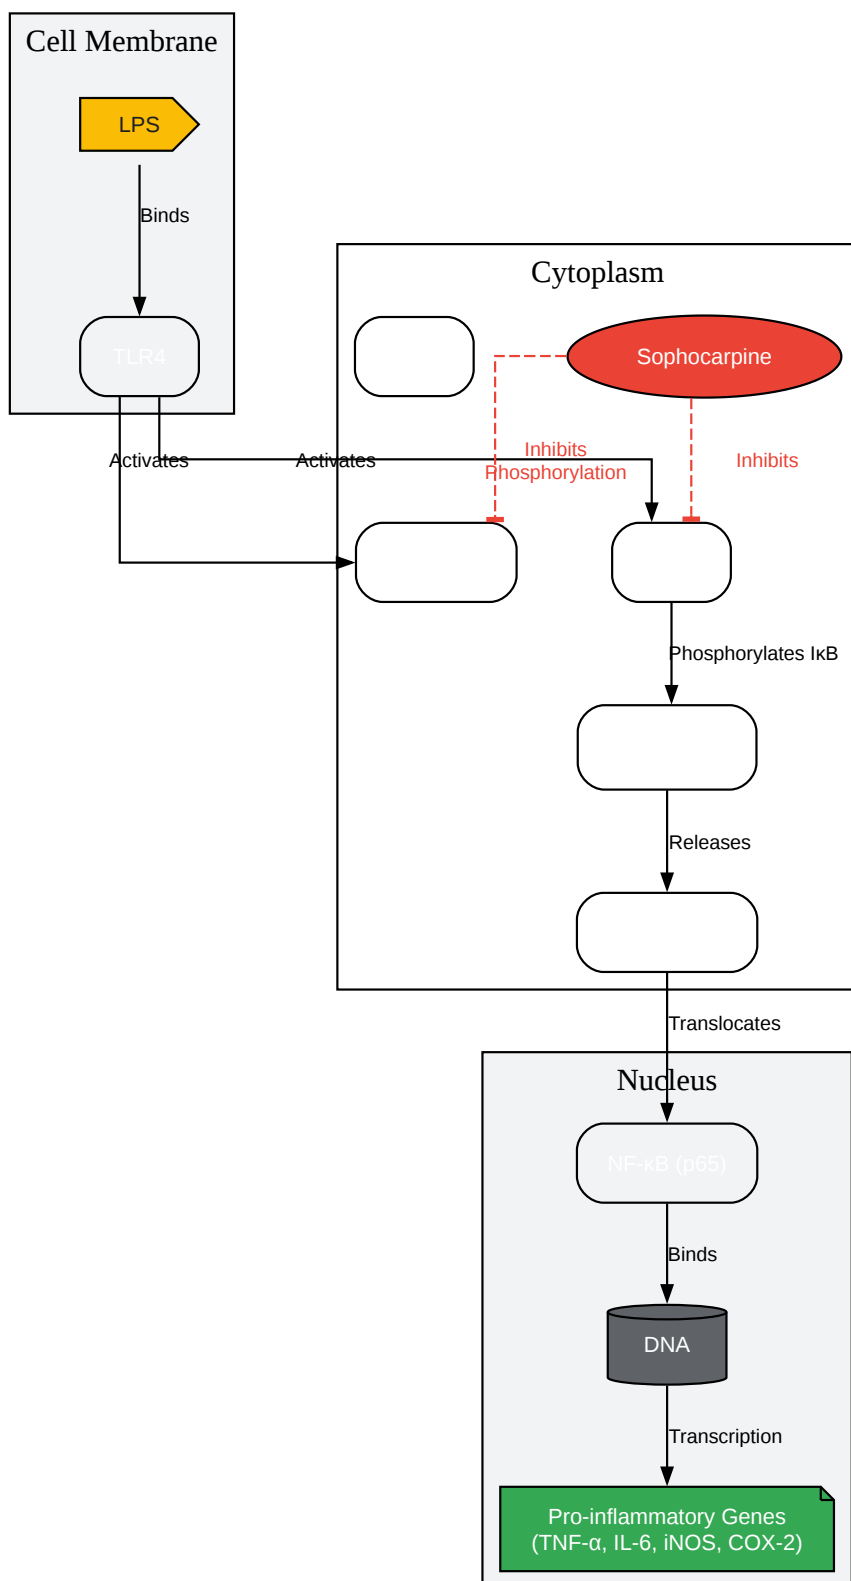 Cell Membrane
LPS
Binds
TLR4
Cytoplasm
Sophocarpine
Activates
Activates
Inhibits
Phosphorylation
Inhibits
Phosphorylates IκB
Releases
Translocates
Nucleus
NF-κB (p65)
Binds
DNA
Transcription
Pro-inflammatory Genes
(TNF-α, IL-6, iNOS, COX-2)